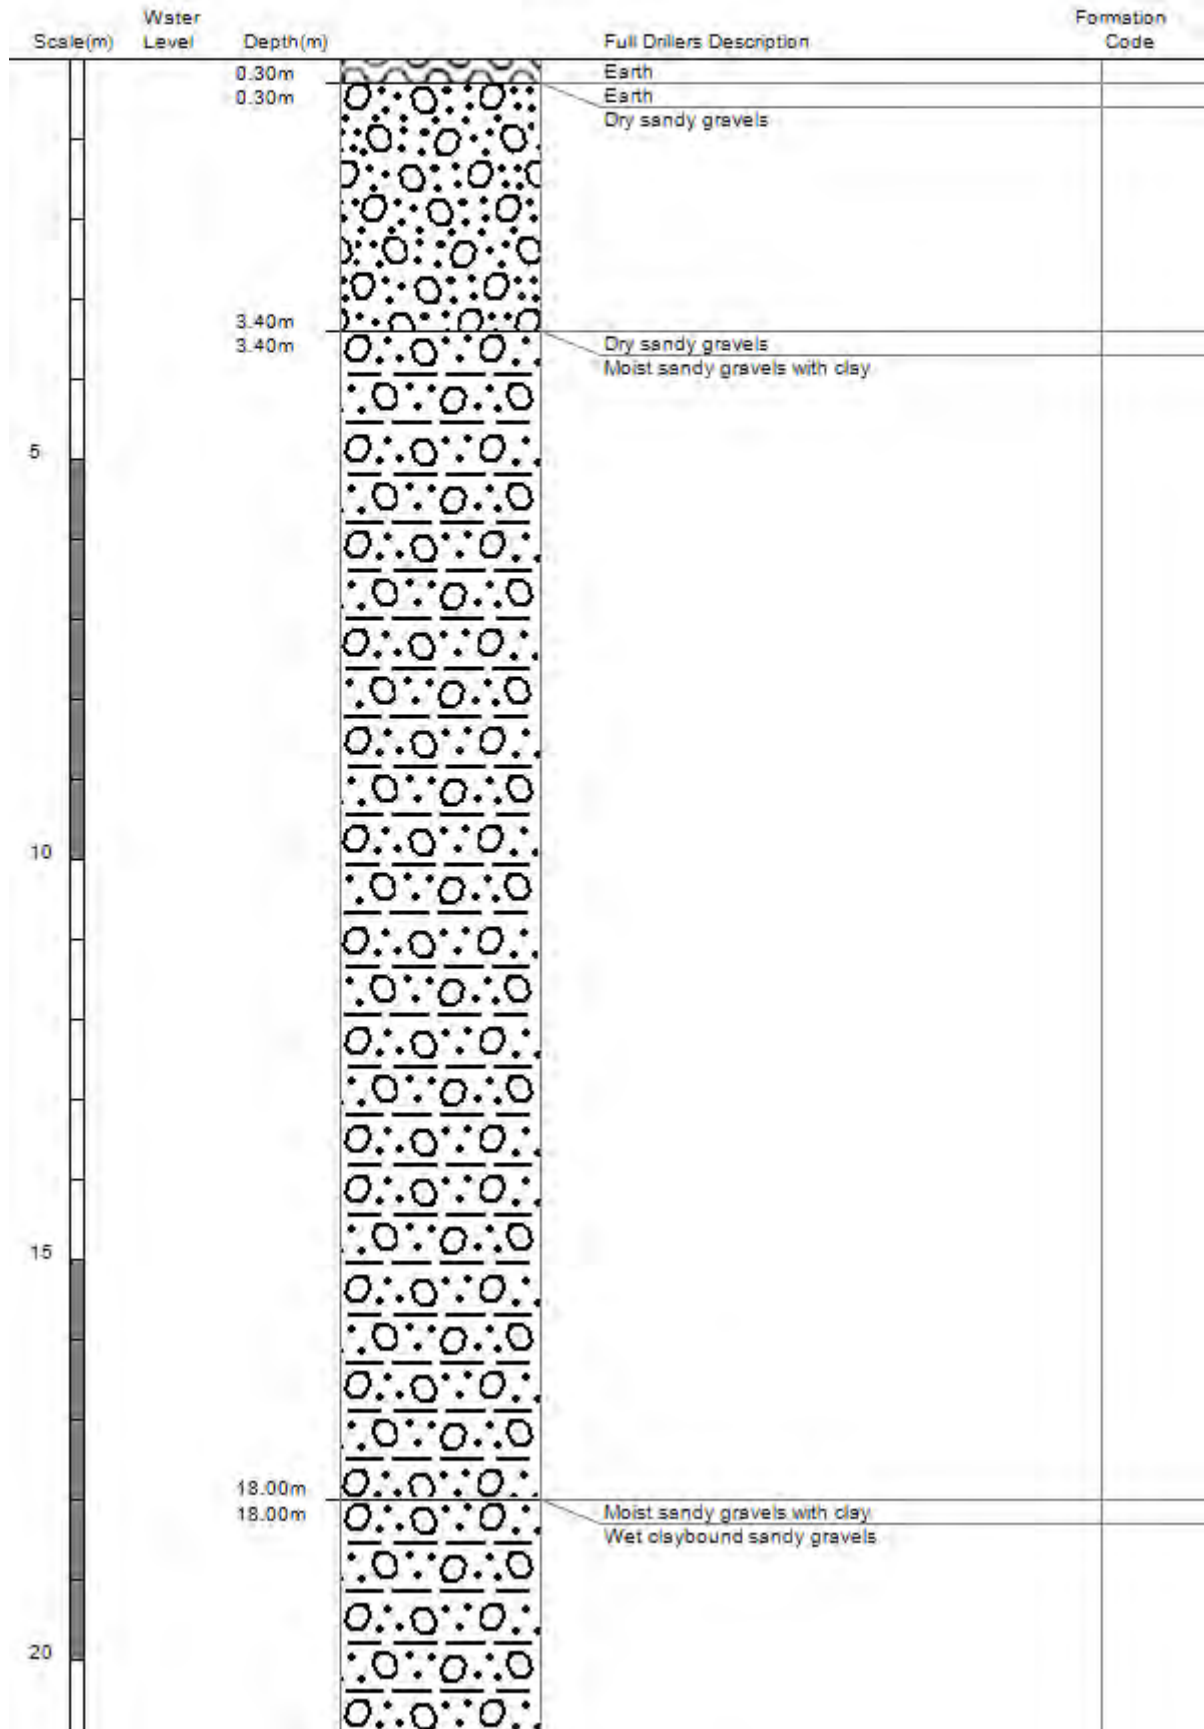 Water Formation
Scale(m) Level Depth(m) Full Drillers Description Code
0.30m Earth
0.30m Earth
Dry sandy gravels
3.40m
3.40m Dry sandy gravels
Moist sandy gravels with clay
5
10
15
18.00m
18.00m Moist sandy gravels with clay
Wet claybound sandy gravels
20